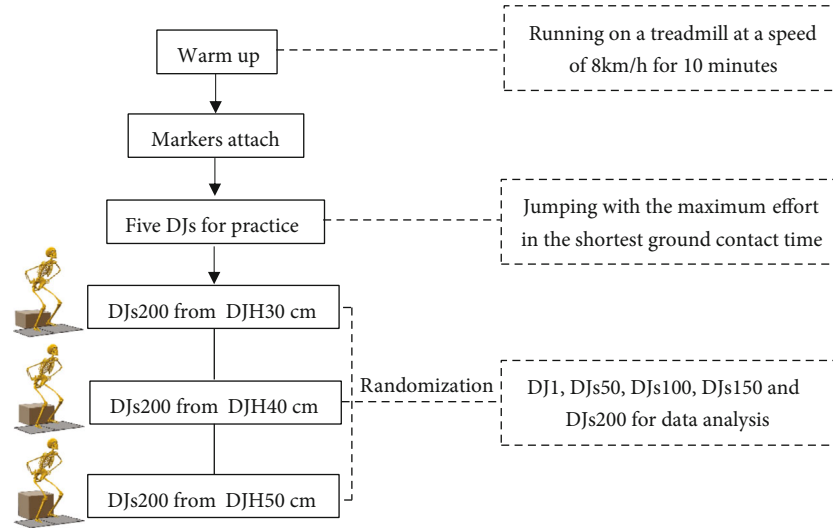 Warm up
Running on a treadmill at a speed
of 8km/h for 10 minutes
Markers attach
Five DJs for practice
Jumping with the maximum effort
in the shortest ground contact time
DJs200 from DJH30 cm
DJs200 from DJH40 cm
Randomization
DJ1, DJs50, DJs100, DJs150 and
DJs200 for data analysis
DJs200 from DJH50 cm